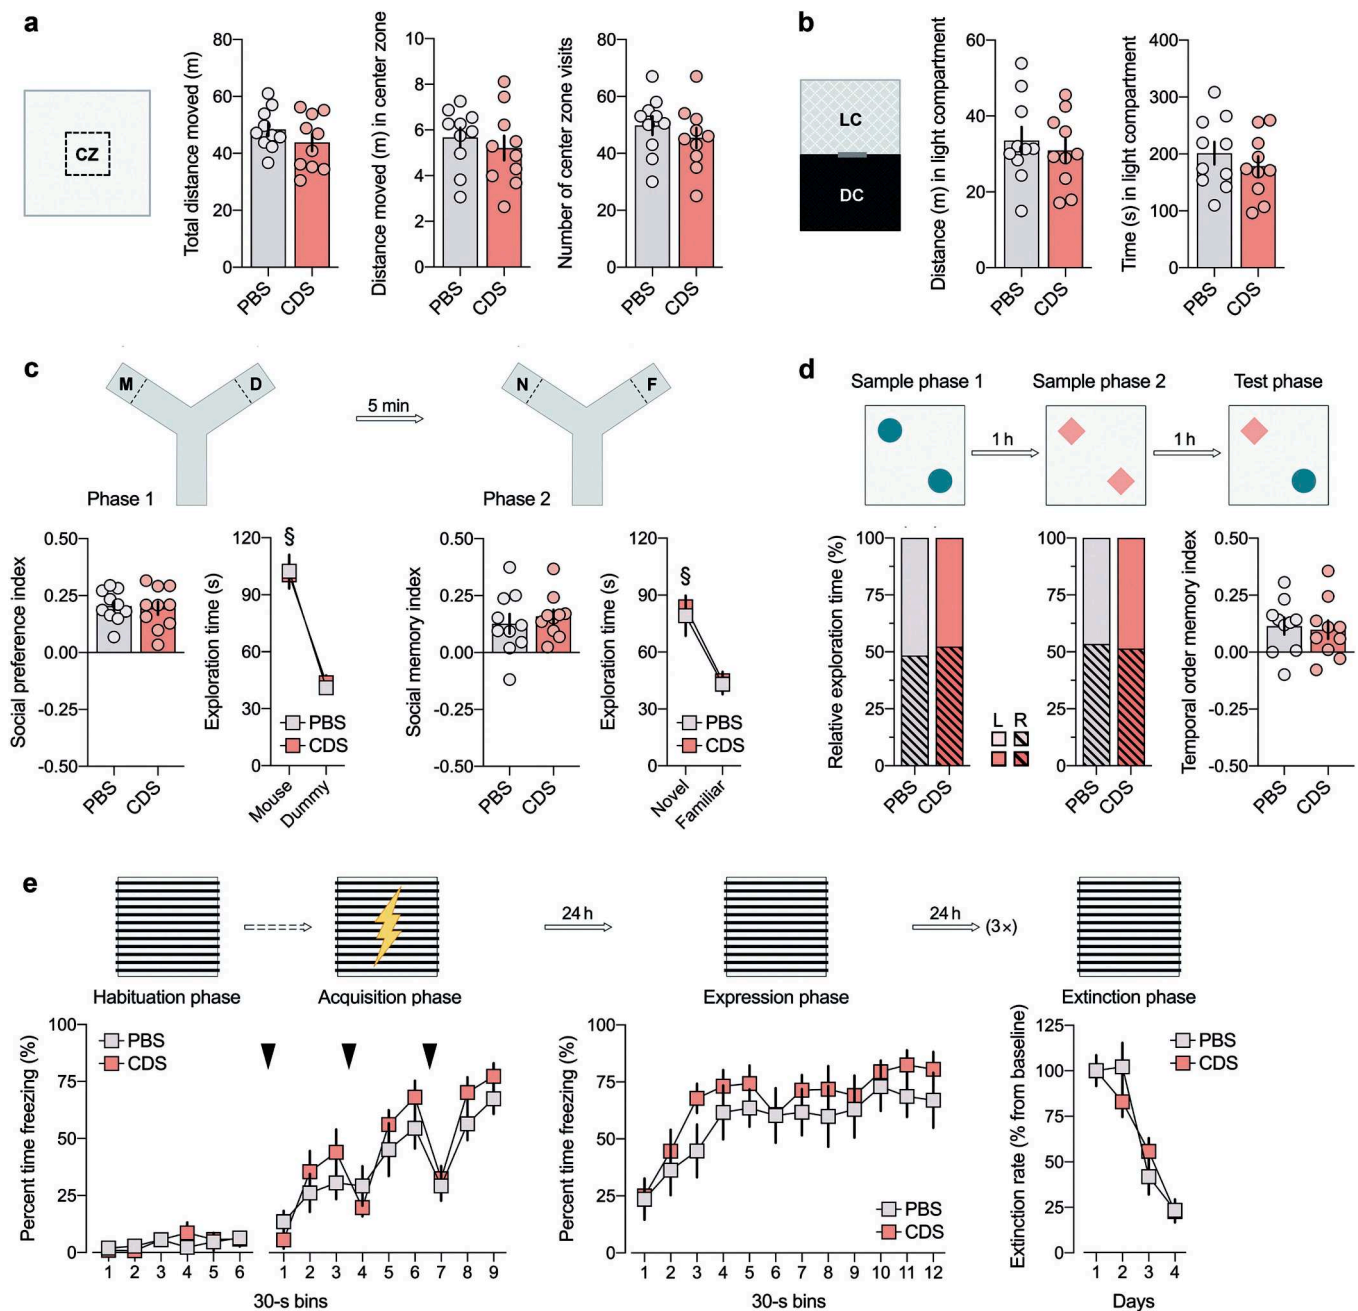 a
CZ
Total distance moved (m)
80
60
40
20
0
PBS
CDS
Distance moved (m) in center zone
10
8
6
4
2
0
PBS
CDS
Number of center zone visits
80
60
40
20
0
PBS
CDS
b
LC
DC
Distance (m) in light compartment
60
40
20
0
PBS
CDS
Time (s) in light compartment
400
300
200
100
0
PBS
CDS
c
M
D
5 min
N
F
Phase 1
Phase 2
Social preference index
0.50
0.25
0.00
-0.25
-0.50
PBS
CDS
Exploration time (s)
120
90
60
30
0
§
PBS
CDS
Mouse
Dummy
Social memory index
0.50
0.25
0.00
-0.25
-0.50
PBS
CDS
Exploration time (s)
120
90
60
30
0
§
PBS
CDS
Novel
Familiar
d
Sample phase 1
Sample phase 2
Test phase
1 h
1 h
Relative exploration time (%)
100
75
50
25
0
PBS
CDS
L R
100
75
50
25
0
PBS
CDS
Temporal order memory index
0.50
0.25
0.00
-0.25
-0.50
PBS
CDS
e
24 h
24 h
(3×)
Habituation phase
Acquisition phase
Expression phase
Extinction phase
Percent time freezing (%)
100
75
50
25
0
PBS
CDS
1 2 3 4 5 6
1 2 3 4 5 6 7 8 9
30-s bins
Percent time freezing (%)
100
75
50
25
0
PBS
CDS
1 2 3 4 5 6 7 8 9 10 11 12
30-s bins
Extinction rate (% from baseline)
125
100
75
50
25
0
PBS
CDS
1 2 3 4
Days